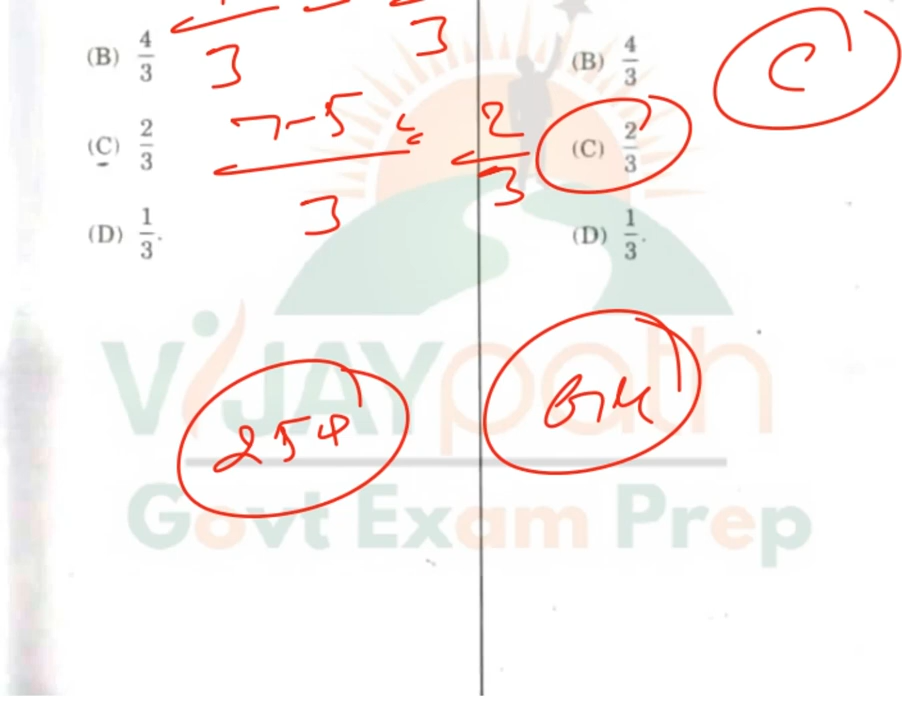 3
3
(B) 4/3
(B) 4/3
C
(C) 2/3
7-5 = 2
3 3
(C) 2/3
(D) 1/3.
(D) 1/3.
VIJAYpath
254
Govt Exam Prep